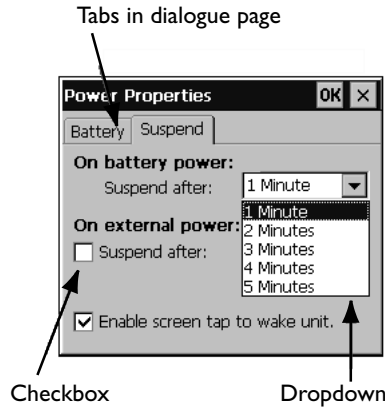 Tabs in dialogue page
Power Properties OK ×
Battery Suspend
On battery power:
Suspend after: 1 Minute
1 Minute
On external power: 2 Minutes
3 Minutes
Suspend after: 4 Minutes
5 Minutes
Enable screen tap to wake unit.
Checkbox Dropdown